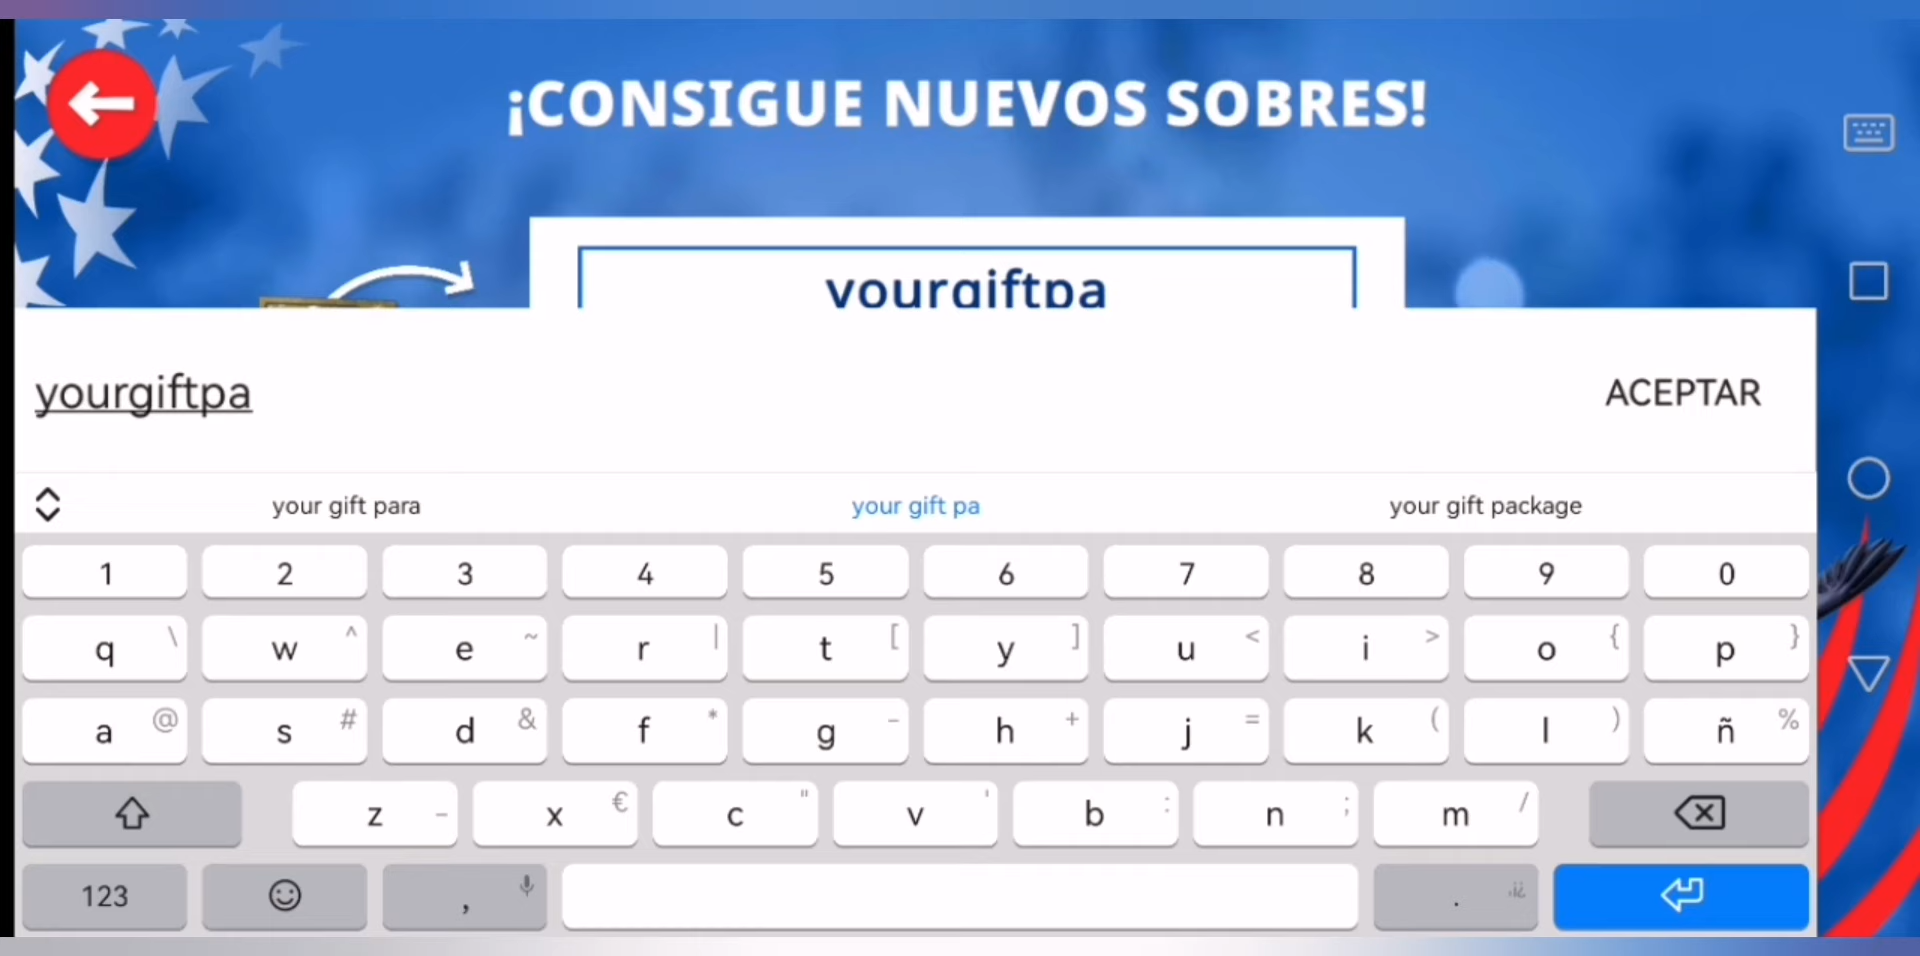 ¡CONSIGUE NUEVOS SOBRES!
yourgiftpa
yourgiftpa
ACEPTAR
your gift para your gift pa your gift package
1 2 3 4 5 6 7 8 9 0
q \ w ^ e ~ r | t [ y ] u < i > o { p }
a @ s # d & f * g - h + j = k ( l ) ñ %
z _ x € c " v ' b : n ; m /
123 , . .¡¿